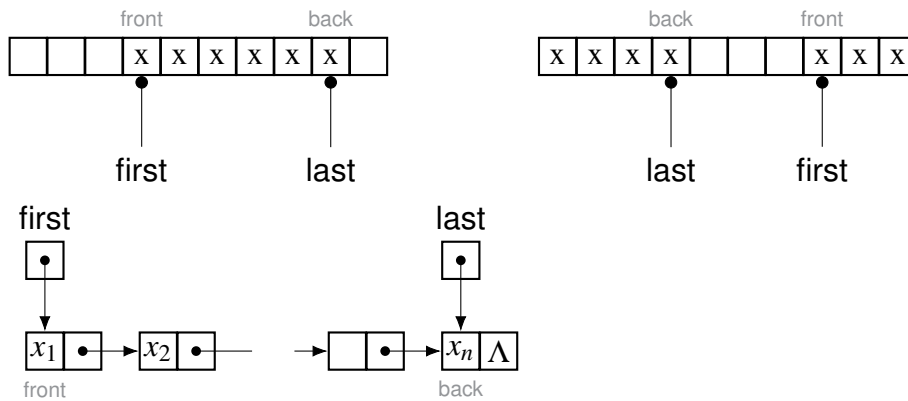 front back back front
x x x x x x x x x x x x x
first last last first
first last
x₁ x₂ xₙ Λ
front back